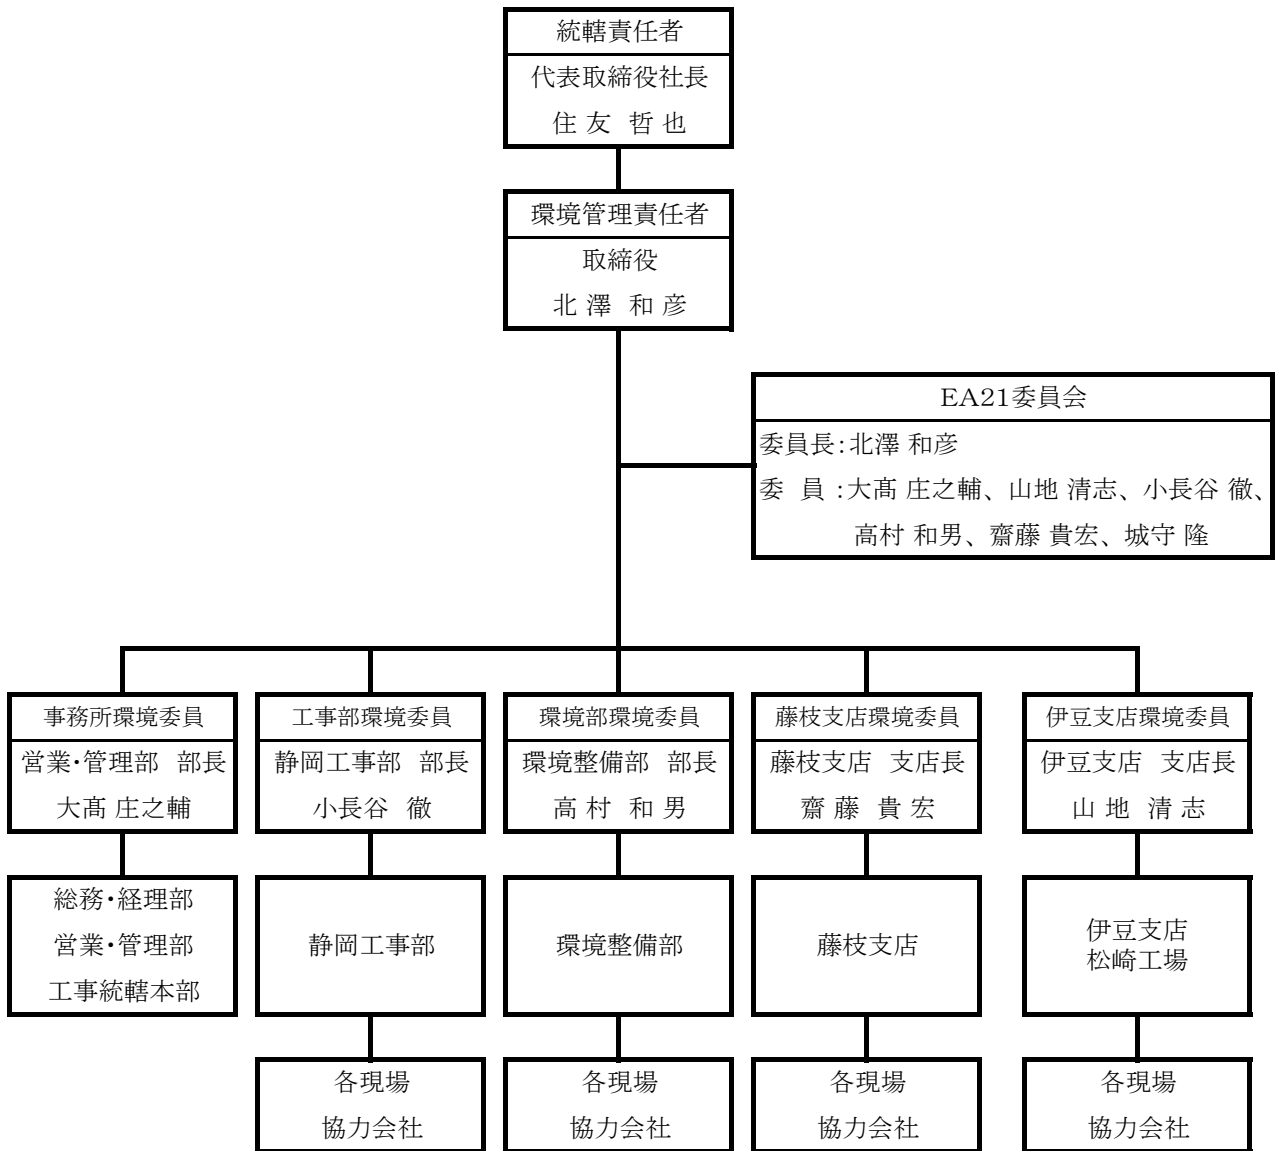 統轄責任者
代表取締役社長
住 友 哲 也
環境管理責任者
取締役
北 澤 和 彦
EA21委員会
委員長:北澤 和彦
委 員 :大髙 庄之輔、山地 清志、小長谷 徹、
高村 和男、齋藤 貴宏、城守 隆
事務所環境委員
営業・管理部 部長
大髙 庄之輔
総務・経理部
営業・管理部
工事統轄本部
工事部環境委員
静岡工事部 部長
小長谷 徹
静岡工事部
各現場
協力会社
環境部環境委員
環境整備部 部長
高 村 和 男
環境整備部
各現場
協力会社
藤枝支店環境委員
藤枝支店 支店長
齋 藤 貴 宏
藤枝支店
各現場
協力会社
伊豆支店環境委員
伊豆支店 支店長
山 地 清 志
伊豆支店
松崎工場
各現場
協力会社